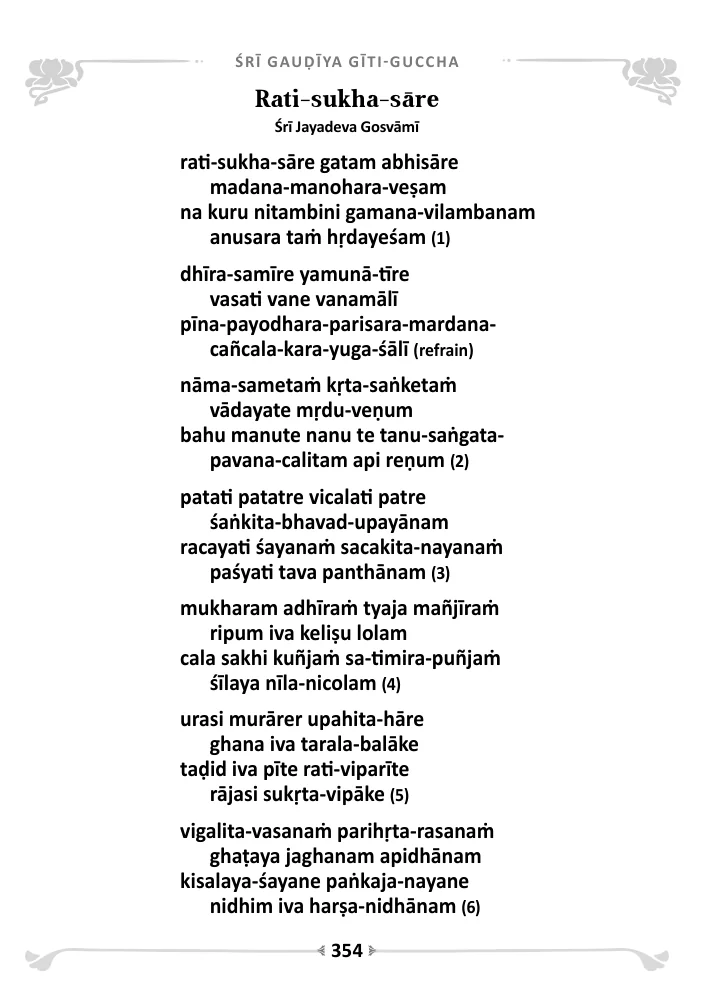 ŚRĪ GAUḌĪYA GĪTI-GUCCHA
Rati-sukha-sāre
Śrī Jayadeva Gosvāmī
rati-sukha-sāre gatam abhisāre
madana-manohara-veṣam
na kuru nitambini gamana-vilambanam
anusara taṁ hṛdayeśam (1)
dhīra-samīre yamunā-tīre
vasati vane vanamālī
pīna-payodhara-parisara-mardana-
cañcala-kara-yuga-śālī (refrain)
nāma-sametaṁ kṛta-saṅketaṁ
vādayate mṛdu-veṇum
bahu manute nanu te tanu-saṅgata-
pavana-calitam api reṇum (2)
patati patatre vicalati patre
śaṅkita-bhavad-upayānam
racayati śayanaṁ sacakita-nayanaṁ
paśyati tava panthānam (3)
mukharam adhīraṁ tyaja mañjīraṁ
ripum iva keliṣu lolam
cala sakhi kuñjaṁ sa-timira-puñjaṁ
śīlaya nīla-nicolam (4)
urasi murārer upahita-hāre
ghana iva tarala-balāke
taḍid iva pīte rati-viparīte
rājasi sukṛta-vipāke (5)
vigalita-vasanaṁ parihṛta-rasanaṁ
ghaṭaya jaghanam apidhānam
kisalaya-śayane paṅkaja-nayane
nidhim iva harṣa-nidhānam (6)
354